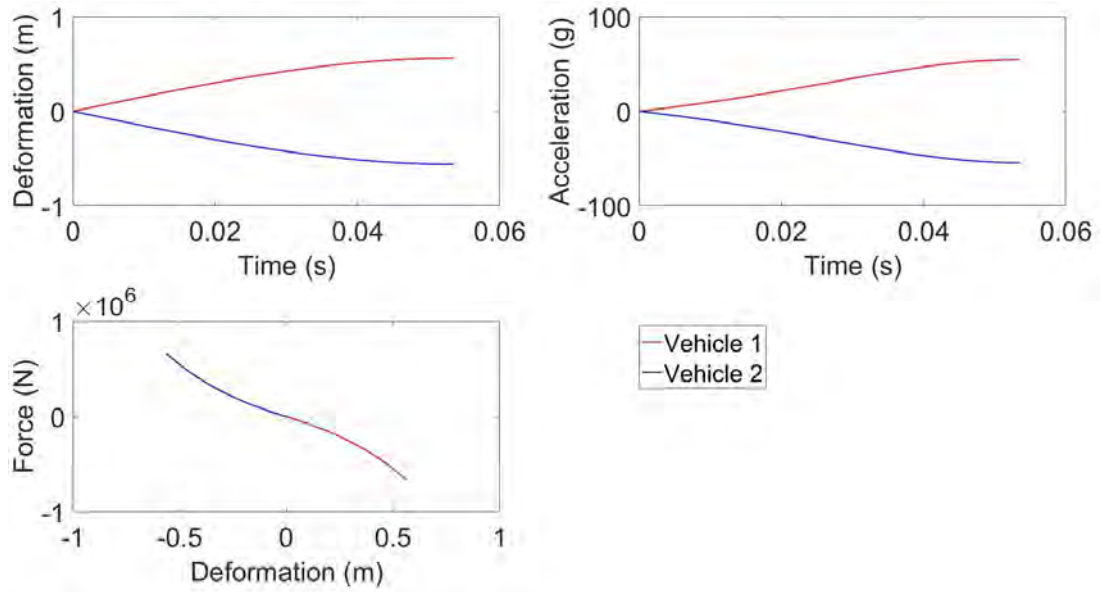 1
0
-1
Deformation (m)
0
0.02
0.04
0.06
Time (s)
100
0
-100
Acceleration (g)
0
0.02
0.04
0.06
Time (s)
×10⁶
1
0
-1
Force (N)
-1
-0.5
0
0.5
1
Deformation (m)
Vehicle 1
Vehicle 2